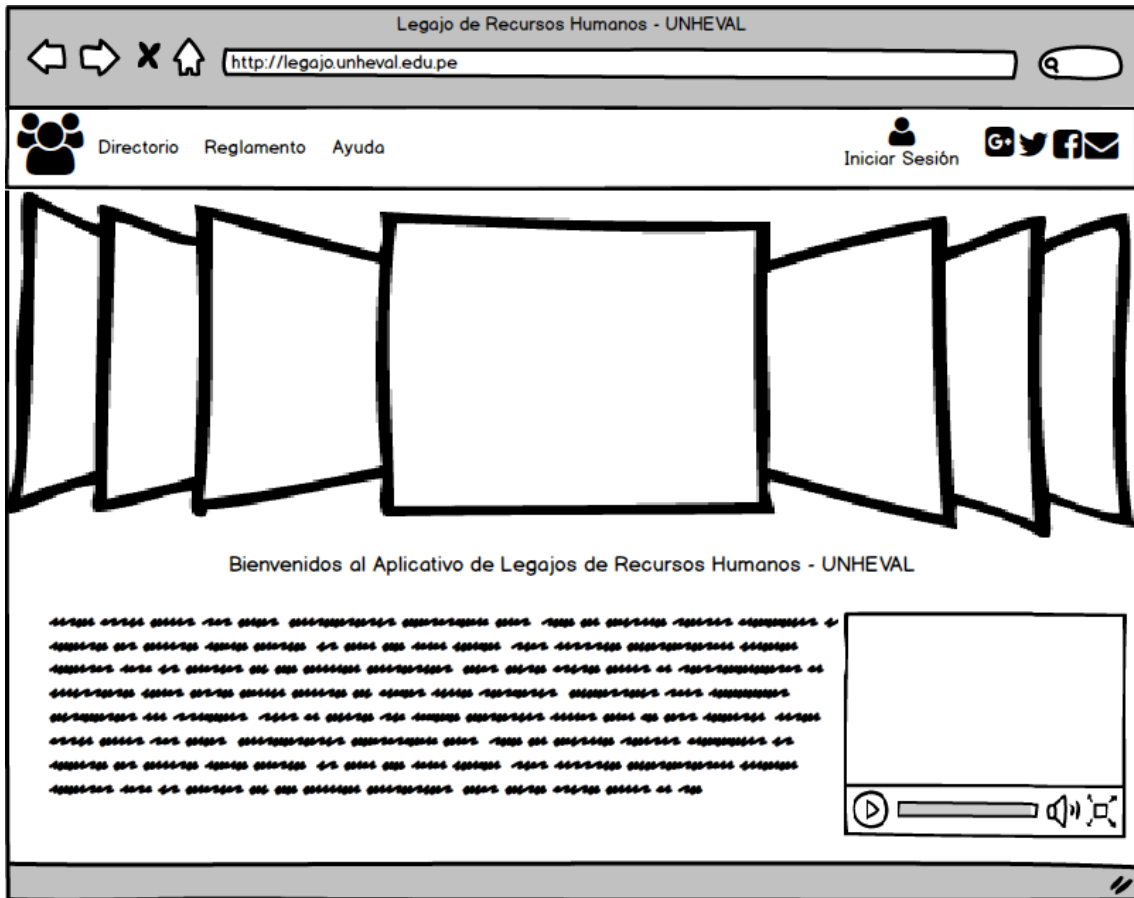 Legajo de Recursos Humanos - UNHEVAL
http://legajo.unheval.edu.pe
Directorio Reglamento Ayuda
Iniciar Sesión
G+
Bienvenidos al Aplicativo de Legajos de Recursos Humanos - UNHEVAL